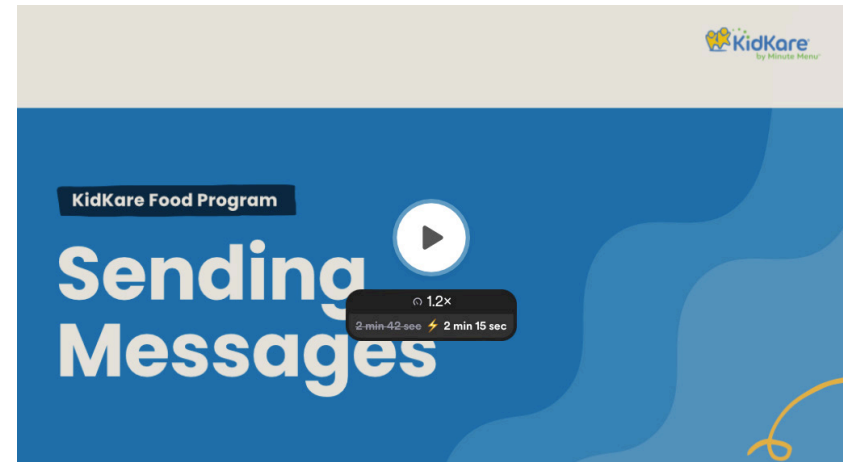 KidKare
by Minute Menu
KidKare Food Program
Sending
Messages
1.2×
2 min 42 sec ⚡ 2 min 15 sec